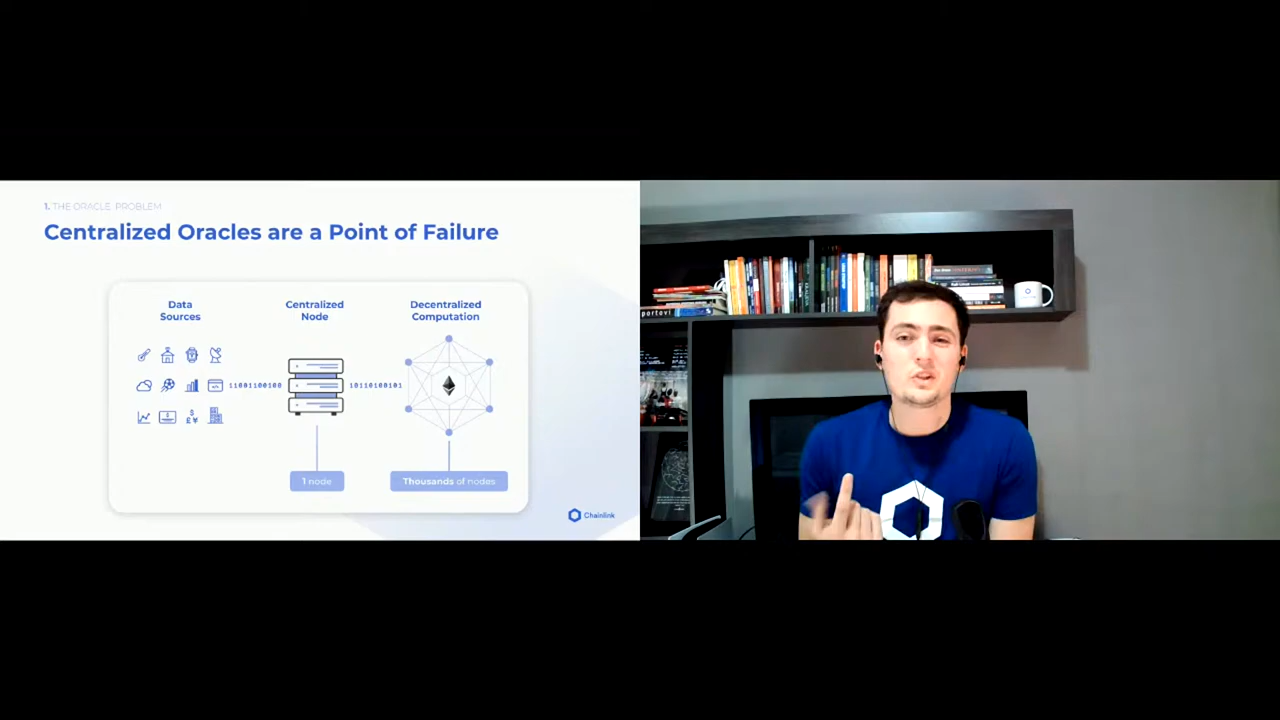 1. THE ORACLE PROBLEM
Centralized Oracles are a Point of Failure
Data
Sources
Centralized
Node
Decentralized
Computation
11001100100
10110100101
1 node
Thousands of nodes
Chainlink
portovi